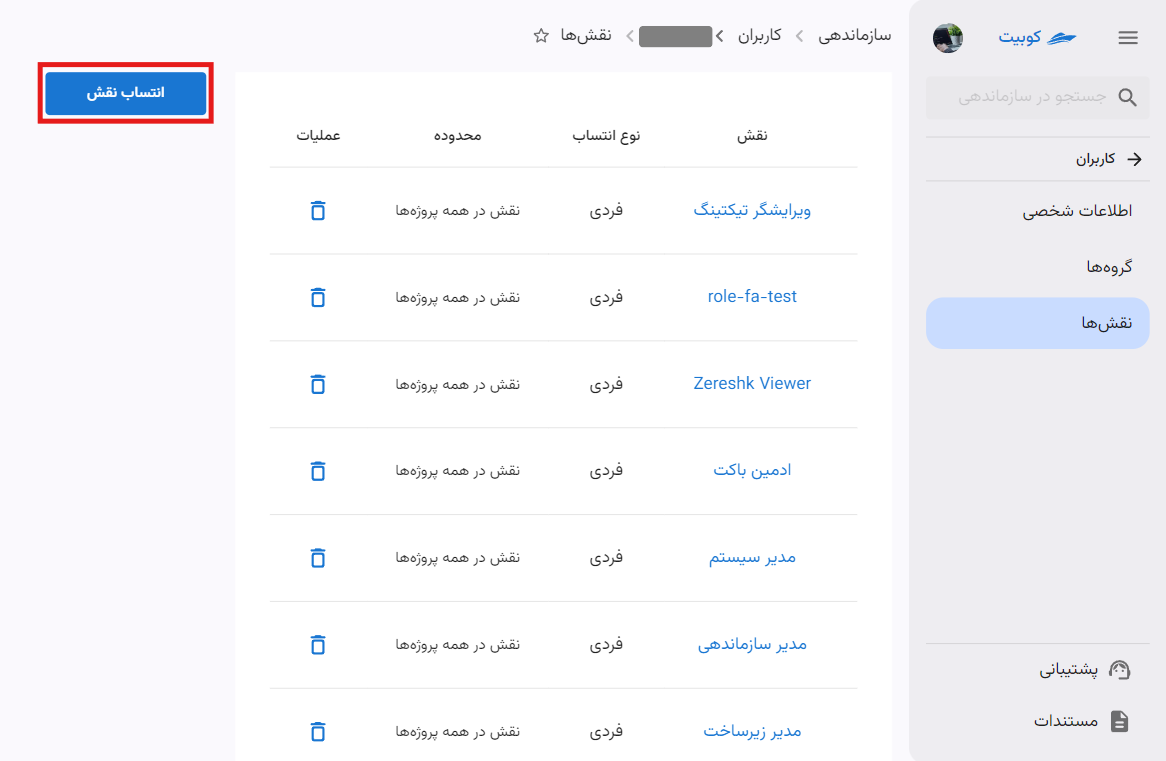 کوبیت
جستجو در سازماندهی
کاربران
اطلاعات شخصی
گروه‌ها
نقش‌ها
پشتیبانی
مستندات
سازماندهی > کاربران > > نقش‌ها
انتساب نقش
نقش نوع انتساب محدوده عملیات
ویرایشگر تیکتینگ فردی نقش در همه پروژه‌ها
role-fa-test فردی نقش در همه پروژه‌ها
Zereshk Viewer فردی نقش در همه پروژه‌ها
ادمین باکت فردی نقش در همه پروژه‌ها
مدیر سیستم فردی نقش در همه پروژه‌ها
مدیر سازماندهی فردی نقش در همه پروژه‌ها
مدیر زیرساخت فردی نقش در همه پروژه‌ها